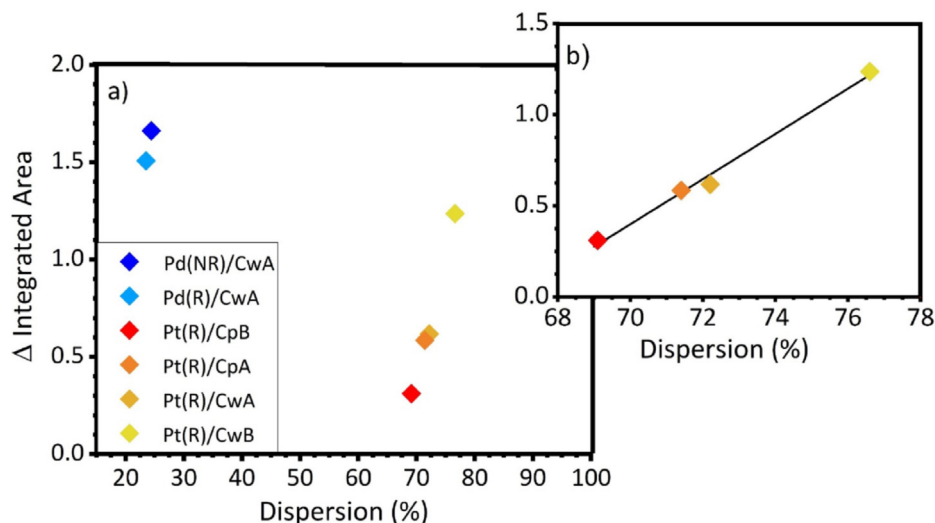 a)
Δ Integrated Area
2.0
1.5
1.0
0.5
0.0
Pd(NR)/CwA
Pd(R)/CwA
Pt(R)/CpB
Pt(R)/CpA
Pt(R)/CwA
Pt(R)/CwB
20 30 40 50 60 70 80 90 100
Dispersion (%)
b)
1.5
1.0
0.5
0.0
68 70 72 74 76 78
Dispersion (%)